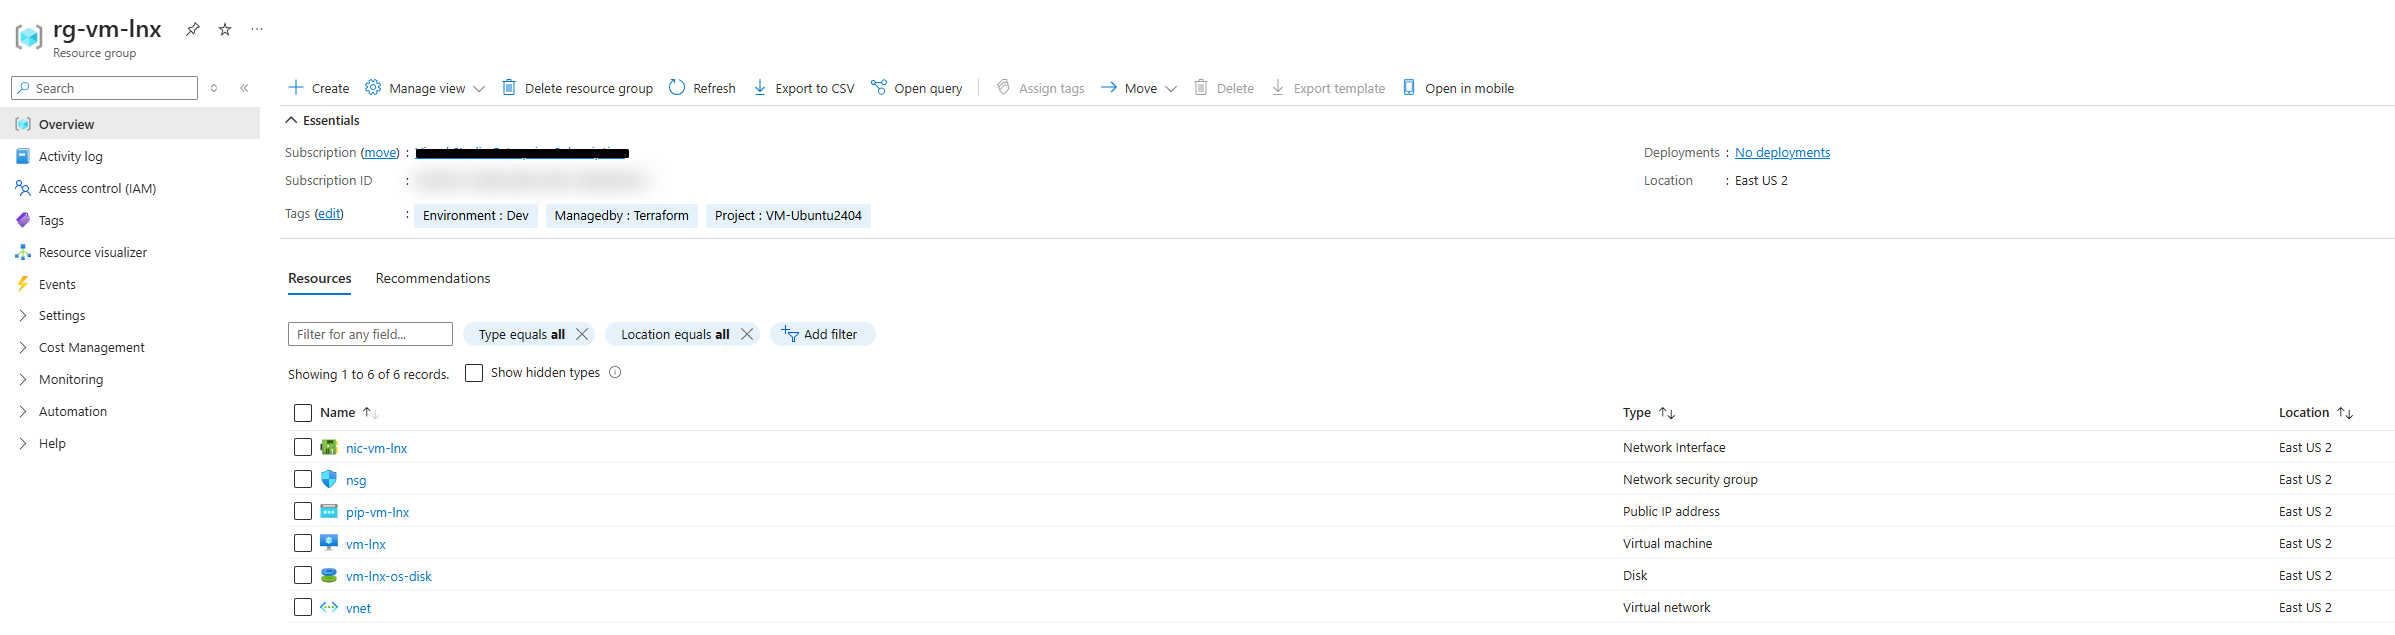 rg-vm-lnx
Resource group
Search
Overview
Activity log
Access control (IAM)
Tags
Resource visualizer
Events
Settings
Cost Management
Monitoring
Automation
Help
Create Manage view Delete resource group Refresh Export to CSV Open query Assign tags Move Delete Export template Open in mobile
Essentials
Subscription (move) :
Subscription ID :
Tags (edit) : Environment : Dev Managedby : Terraform Project : VM-Ubuntu2404
Deployments : No deployments
Location : East US 2
Resources Recommendations
Filter for any field... Type equals all Location equals all Add filter
Showing 1 to 6 of 6 records. Show hidden types
Name Type Location
nic-vm-lnx Network Interface East US 2
nsg Network security group East US 2
pip-vm-lnx Public IP address East US 2
vm-lnx Virtual machine East US 2
vm-lnx-os-disk Disk East US 2
vnet Virtual network East US 2